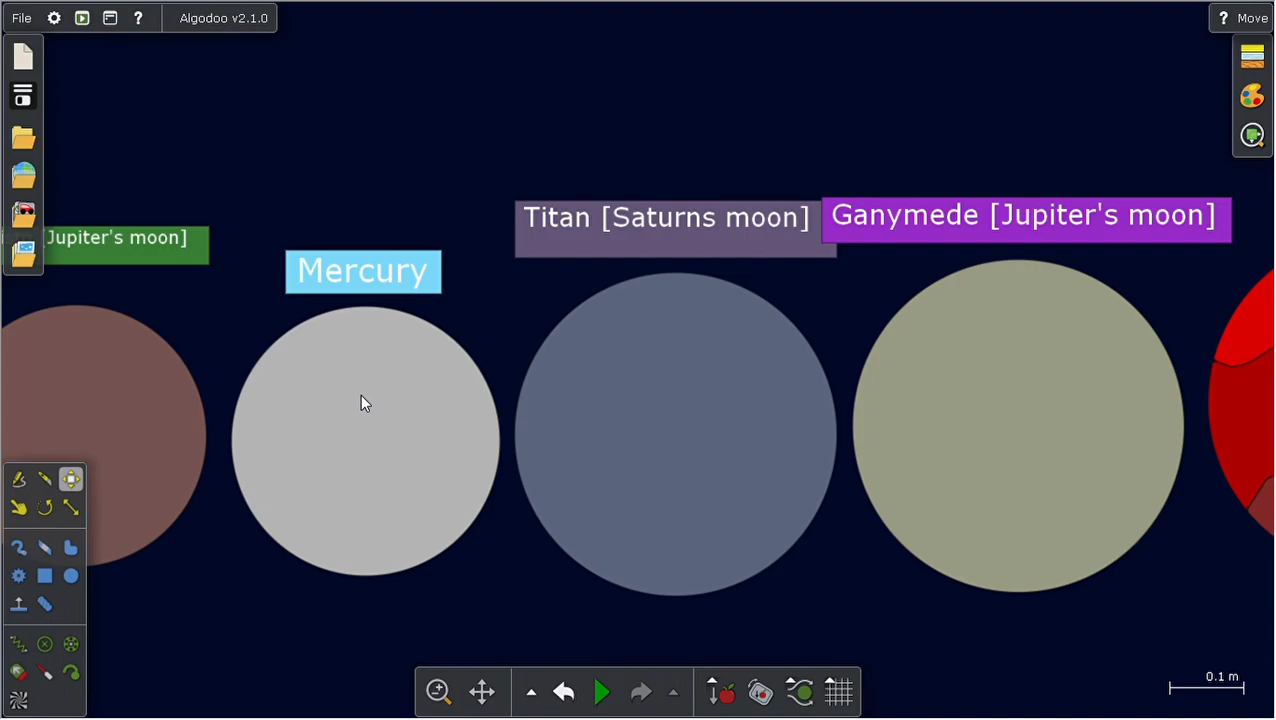 File ? Algodoo v2.1.0
? Move
[Jupiter's moon]
Mercury
Titan [Saturns moon]
Ganymede [Jupiter's moon]
0.1 m